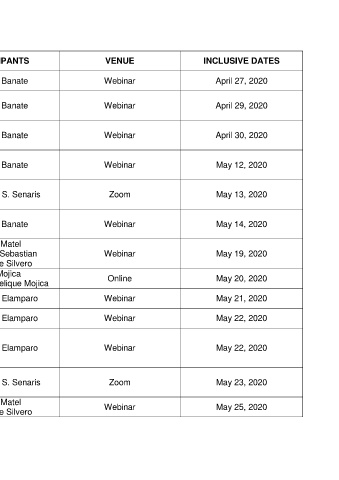 IPANTS VENUE INCLUSIVE DATES
Banate Webinar April 27, 2020
Banate Webinar April 29, 2020
Banate Webinar April 30, 2020
Banate Webinar May 12, 2020
S. Senaris Zoom May 13, 2020
Banate Webinar May 14, 2020
Matel
Sebastian Webinar May 19, 2020
e Silvero
Mojica
elique Mojica Online May 20, 2020
Elamparo Webinar May 21, 2020
Elamparo Webinar May 22, 2020
Elamparo Webinar May 22, 2020
S. Senaris Zoom May 23, 2020
Matel
e Silvero Webinar May 25, 2020